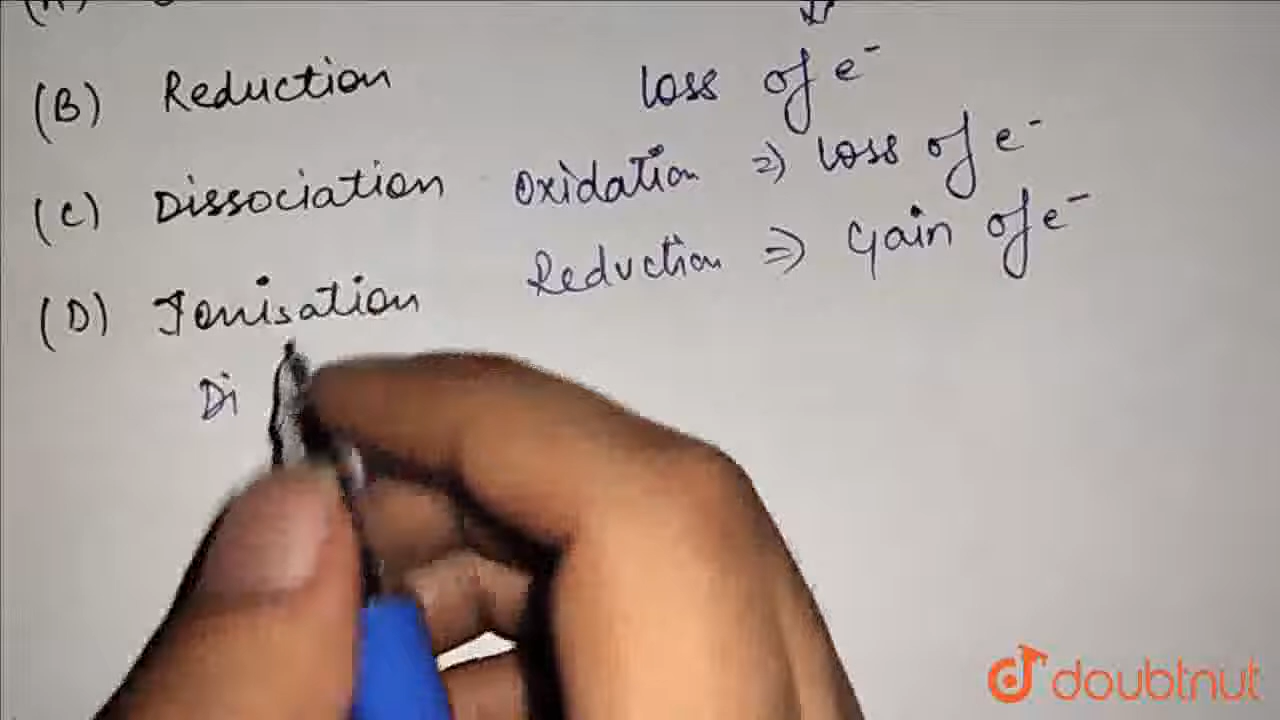 (B) Reduction
loss of e⁻
(C) Dissociation
Oxidation => loss of e⁻
Reduction => Gain of e⁻
(D) Ionisation
Di
doubtnut